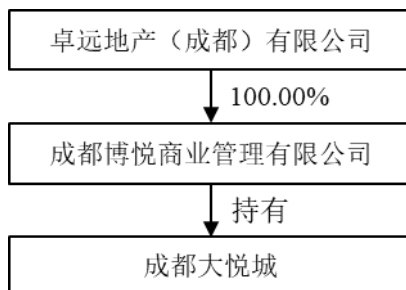 卓远地产（成都）有限公司
100.00%
成都博悦商业管理有限公司
持有
成都大悦城